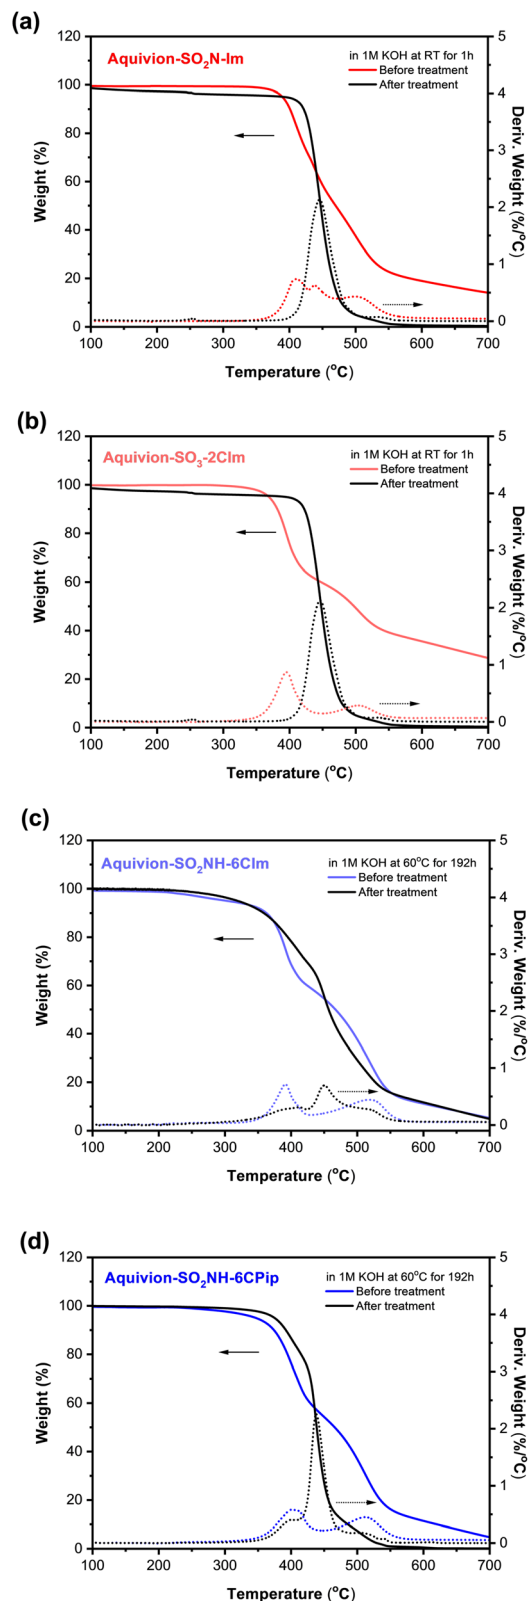 (a)
Aquivion-SO₂N-Im
in 1M KOH at RT for 1h
Before treatment
After treatment
Weight (%)
120
100
80
60
40
20
0
Deriv. Weight (%/°C)
5
4
3
2
1
0
100 200 300 400 500 600 700
Temperature (°C)
(b)
Aquivion-SO₃-2CIm
in 1M KOH at RT for 1h
Before treatment
After treatment
Weight (%)
120
100
80
60
40
20
0
Deriv. Weight (%/°C)
5
4
3
2
1
0
100 200 300 400 500 600 700
Temperature (°C)
(c)
Aquivion-SO₂NH-6CIm
in 1M KOH at 60°C for 192h
Before treatment
After treatment
Weight (%)
120
100
80
60
40
20
0
Deriv. Weight (%/°C)
5
4
3
2
1
0
100 200 300 400 500 600 700
Temperature (°C)
(d)
Aquivion-SO₂NH-6CPip
in 1M KOH at 60°C for 192h
Before treatment
After treatment
Weight (%)
120
100
80
60
40
20
0
Deriv. Weight (%/°C)
5
4
3
2
1
0
100 200 300 400 500 600 700
Temperature (°C)